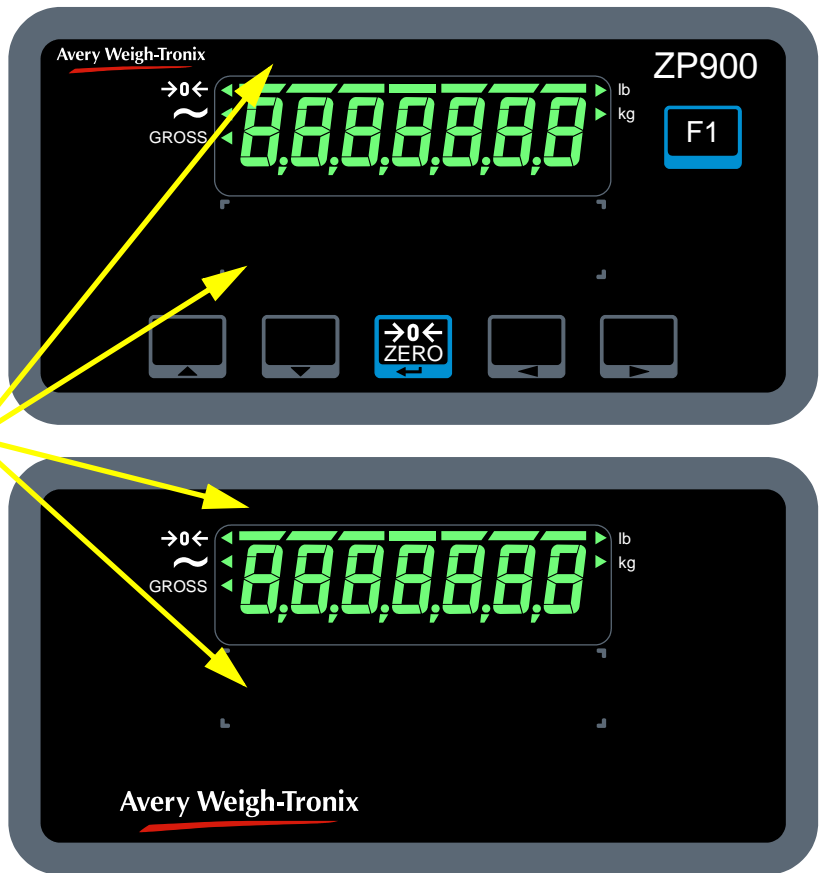 Avery Weigh-Tronix
ZP900
→0←
~
GROSS
8,8,8,8,8,8,8
lb
kg
F1
→0←
ZERO
→0←
~
GROSS
8,8,8,8,8,8,8
lb
kg
Avery Weigh-Tronix